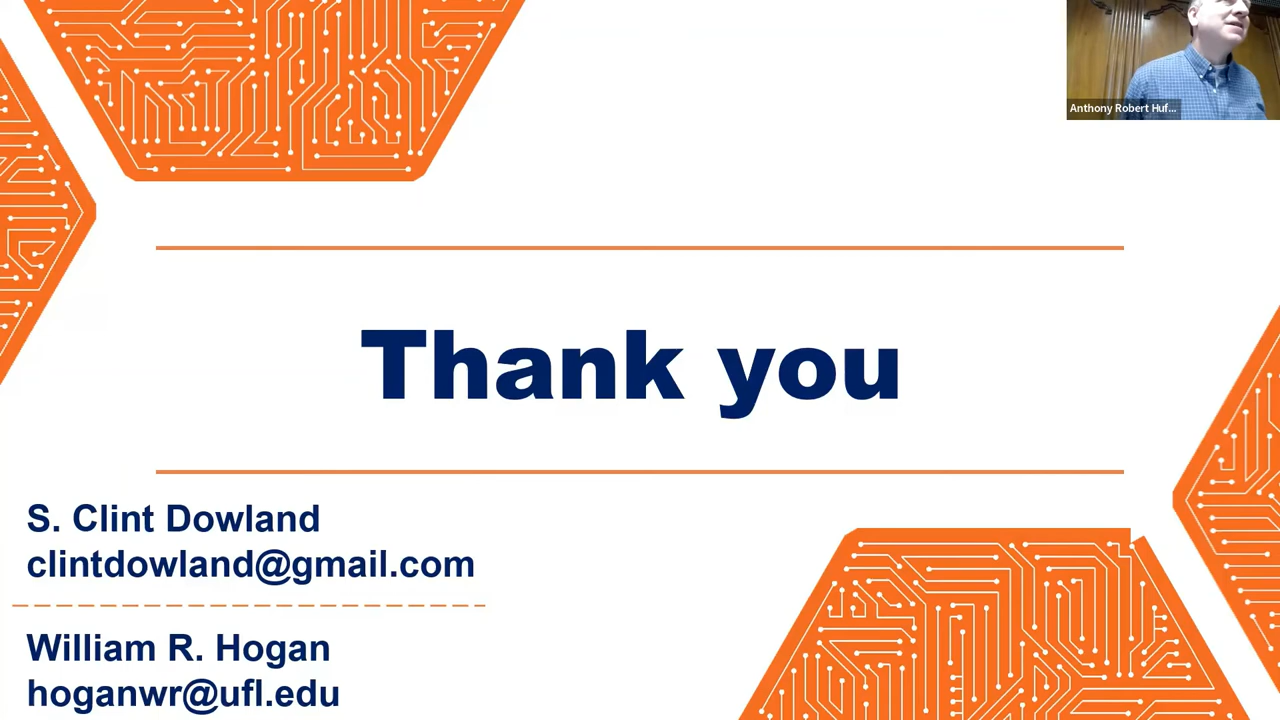 Anthony Robert Huf...
Thank you
S. Clint Dowland
clintdowland@gmail.com
William R. Hogan
hoganwr@ufl.edu